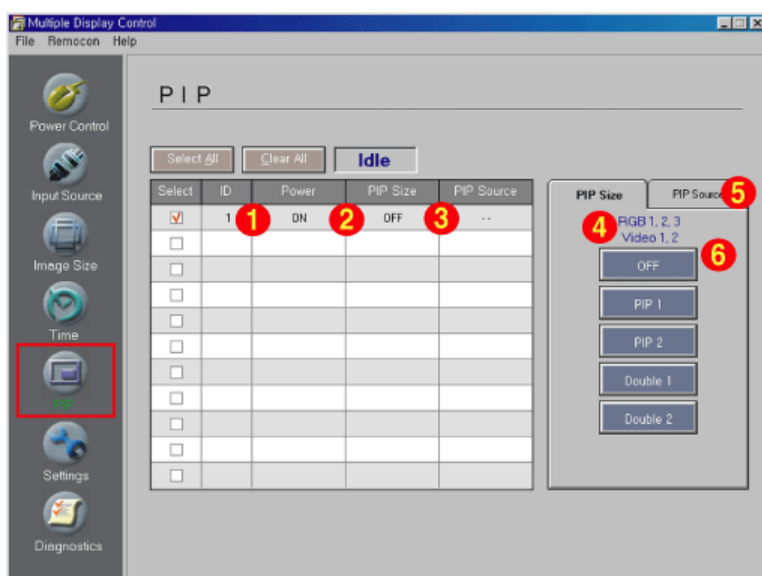 Multiple Display Control
File Remocon Help
PIP
Power Control
Input Source
Image Size
Time
PIP
Settings
Diagnostics
Select All Clear All Idle
Select ID Power PIP Size PIP Source
1 1 ON 2 OFF 3 --
PIP Size PIP Source 5
4 RGB 1, 2, 3
Video 1, 2
6
OFF
PIP 1
PIP 2
Double 1
Double 2